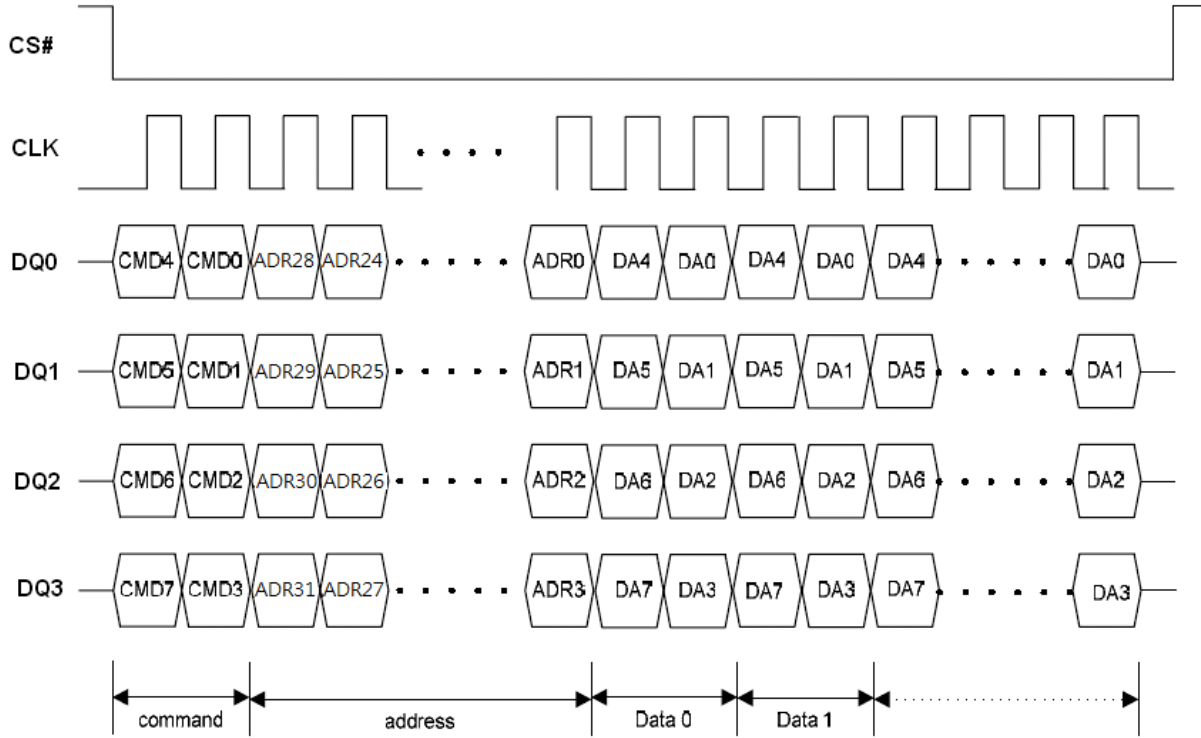 CS#
CLK
DQ0 CMD4 CMD0 ADR28 ADR24 ADR0 DA4 DA0 DA4 DA0 DA4 DA0
DQ1 CMD5 CMD1 ADR29 ADR25 ADR1 DA5 DA1 DA5 DA1 DA5 DA1
DQ2 CMD6 CMD2 ADR30 ADR26 ADR2 DA6 DA2 DA6 DA2 DA6 DA2
DQ3 CMD7 CMD3 ADR31 ADR27 ADR3 DA7 DA3 DA7 DA3 DA7 DA3
command address Data 0 Data 1